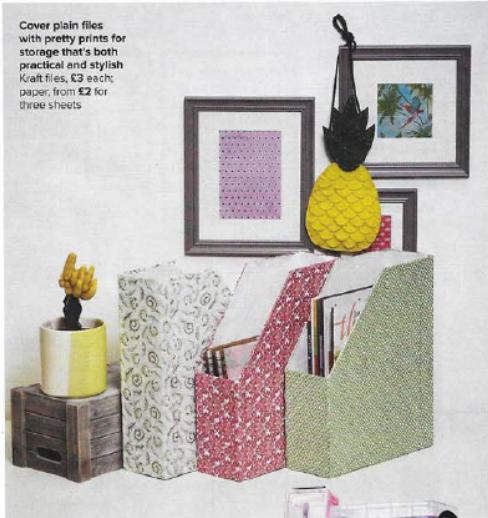 Cover plain files
with pretty prints for
storage that's both
practical and stylish
Kraft files, £3 each;
paper, from £2 for
three sheets